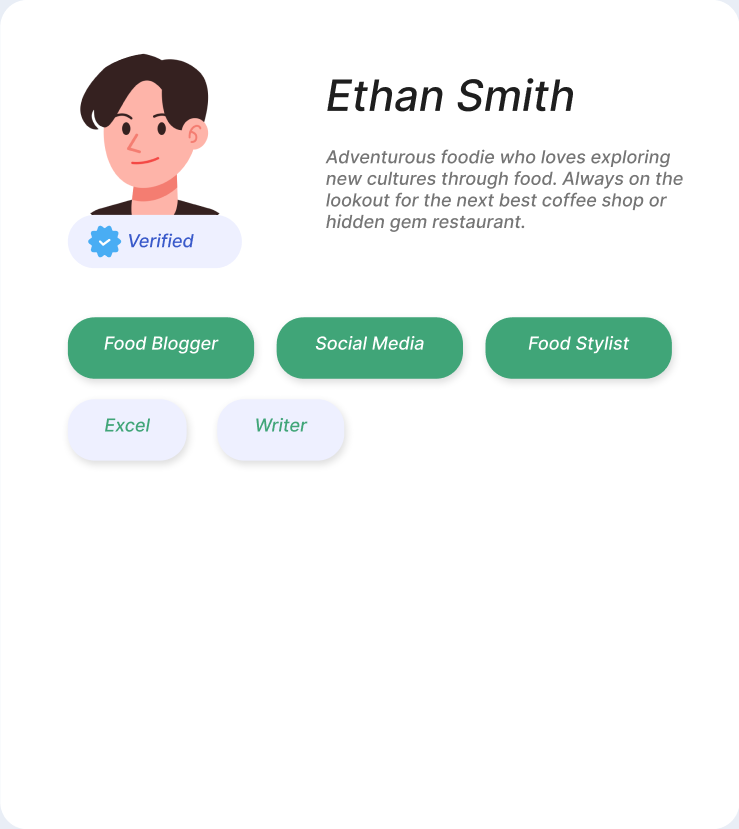 Ethan Smith
Adventurous foodie who loves exploring
new cultures through food. Always on the
lookout for the next best coffee shop or
hidden gem restaurant.
Verified
Food Blogger
Social Media
Food Stylist
Excel
Writer